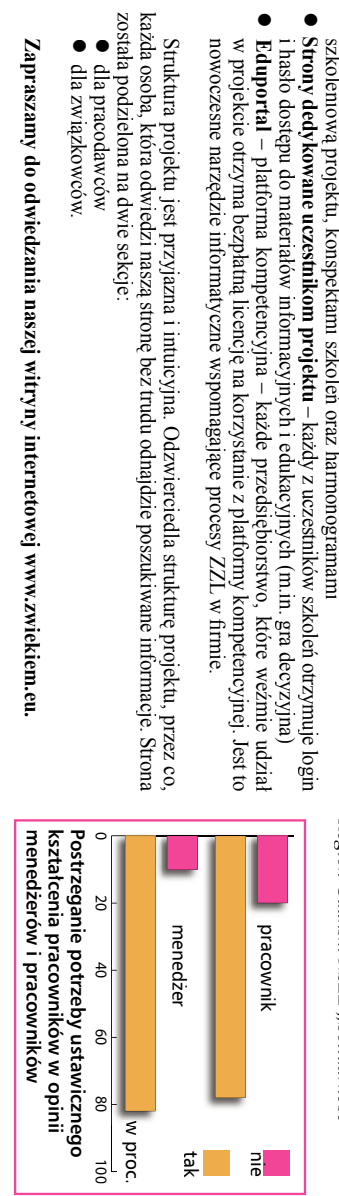 szkoleniową projektu, konspektami szkoleń oraz harmonogramami
● Strony dedykowane uczestnikom projektu – każdy z uczestników szkoleń otrzymuje login
i hasło dostępu do materiałów informacyjnych i edukacyjnych (m.in. gra decyzyjna)
● Eduportal – platforma kompetencyjna – każde przedsiębiorstwo, które weźmie udział
w projekcie otrzyma bezpłatną licencję na korzystanie z platformy kompetencyjnej. Jest to
nowoczesne narzędzie informatyczne wspomagające procesy ZZL w firmie.
Struktura projektu jest przyjazna i intuicyjna. Odzwierciedla strukturę projektu, przez co,
każda osoba, która odwiedzi naszą stronę bez trudu odnajdzie poszukiwane informacje. Strona
została podzielona na dwie sekcje:
● dla pracodawców
● dla związkowców.
Zapraszamy do odwiedzania naszej witryny internetowej www.zwiekiem.eu.
pracownik
menedżer
nie
tak
0 20 40 60 80 100
w proc.
Postrzeganie potrzeby ustawicznego
kształcenia pracowników w opinii
menedżerów i pracowników